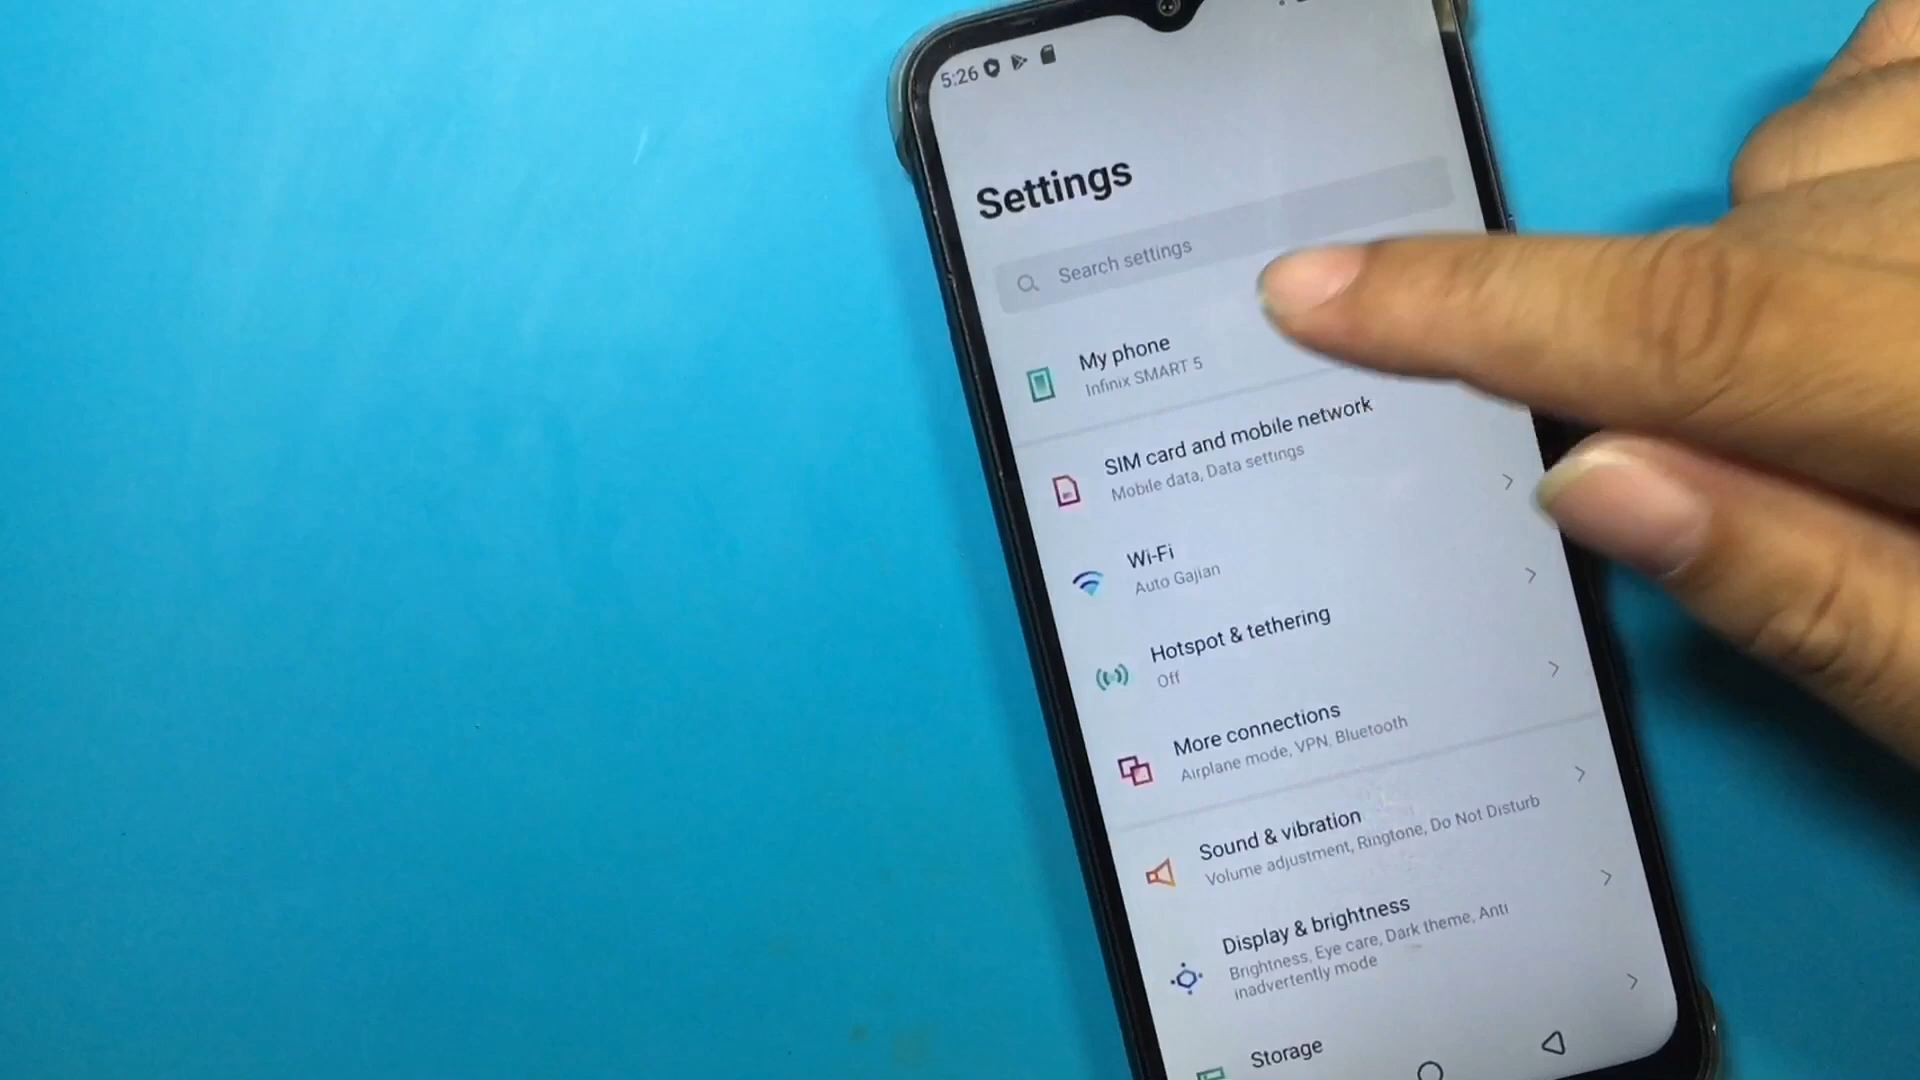 5:26
Settings
Search settings
My phone
Infinix SMART 5
SIM card and mobile network
Mobile data, Data settings
Wi-Fi
Auto Gajian
Hotspot & tethering
Off
More connections
Airplane mode, VPN, Bluetooth
Sound & vibration
Volume adjustment, Ringtone, Do Not Disturb
Display & brightness
Brightness, Eye care, Dark theme, Anti
inadvertently mode
Storage